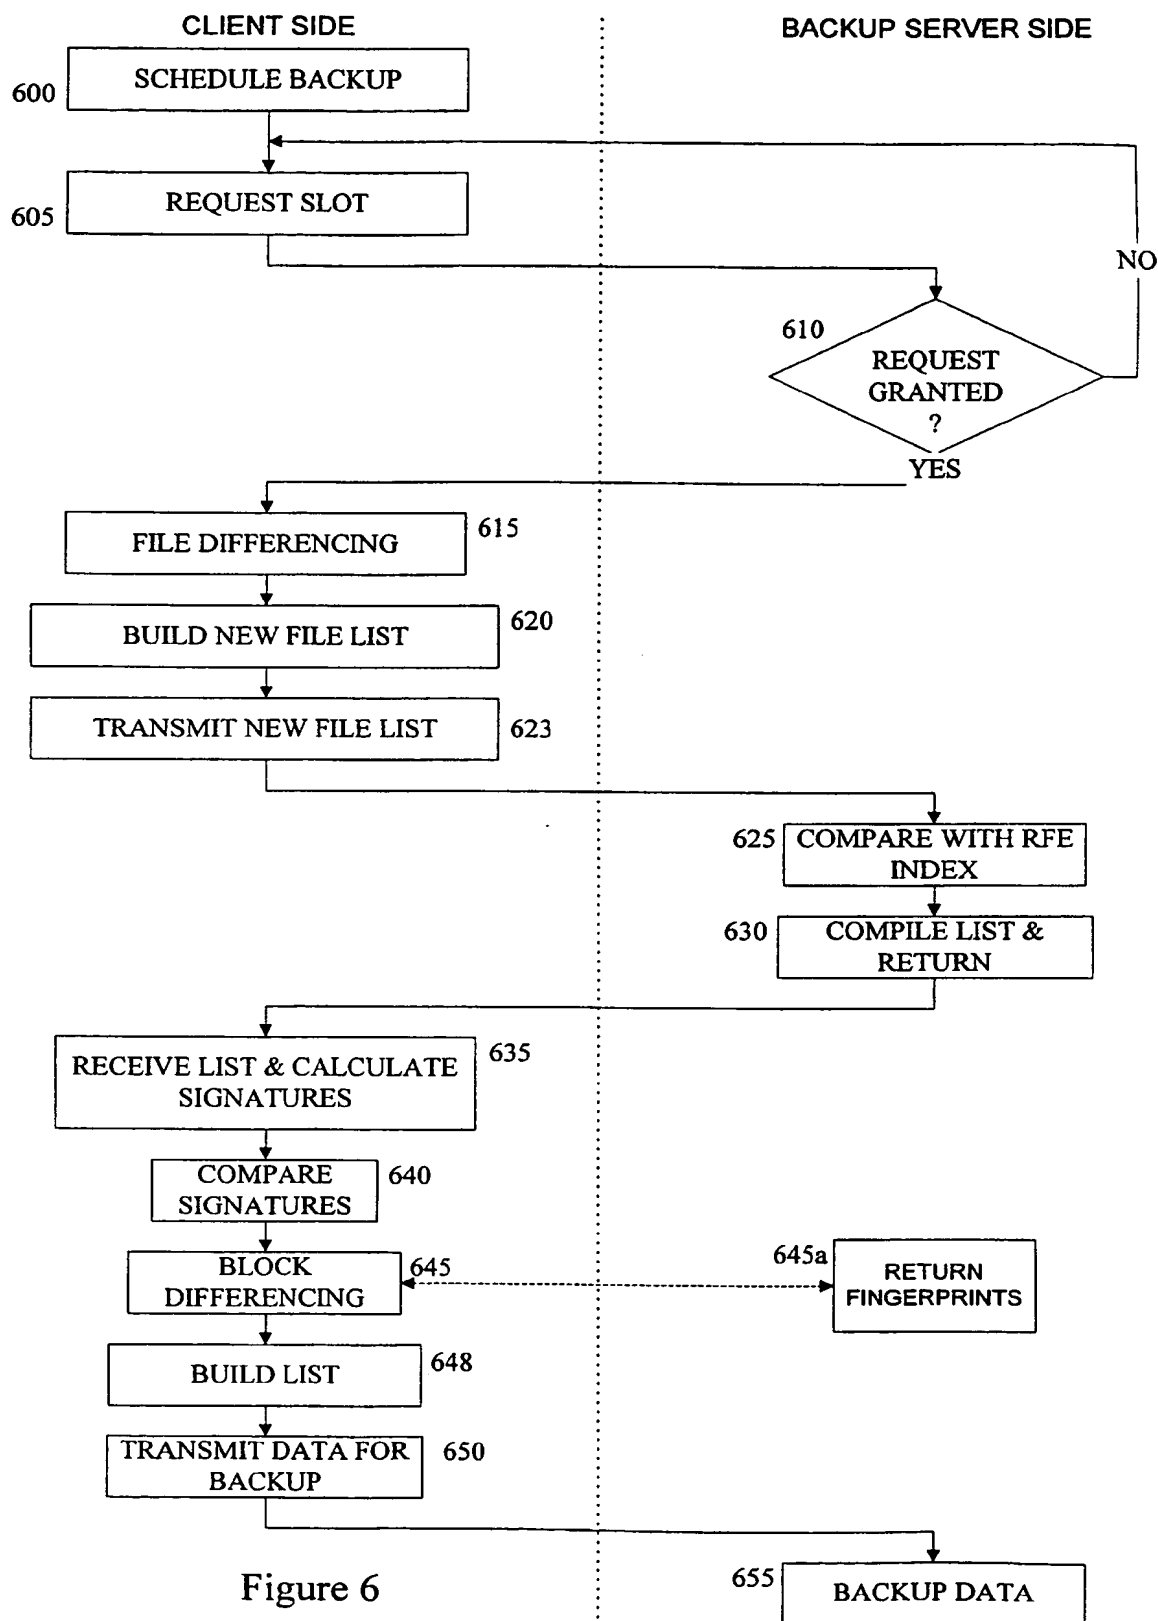 CLIENT SIDE
BACKUP SERVER SIDE
600
SCHEDULE BACKUP
605
REQUEST SLOT
NO
610
REQUEST
GRANTED
?
YES
FILE DIFFERENCING
615
BUILD NEW FILE LIST
620
TRANSMIT NEW FILE LIST
623
625
COMPARE WITH RFE
INDEX
630
COMPILE LIST &
RETURN
RECEIVE LIST & CALCULATE
SIGNATURES
635
COMPARE
SIGNATURES
640
BLOCK
DIFFERENCING
645
645a
RETURN
FINGERPRINTS
BUILD LIST
648
TRANSMIT DATA FOR
BACKUP
650
655
BACKUP DATA
Figure 6